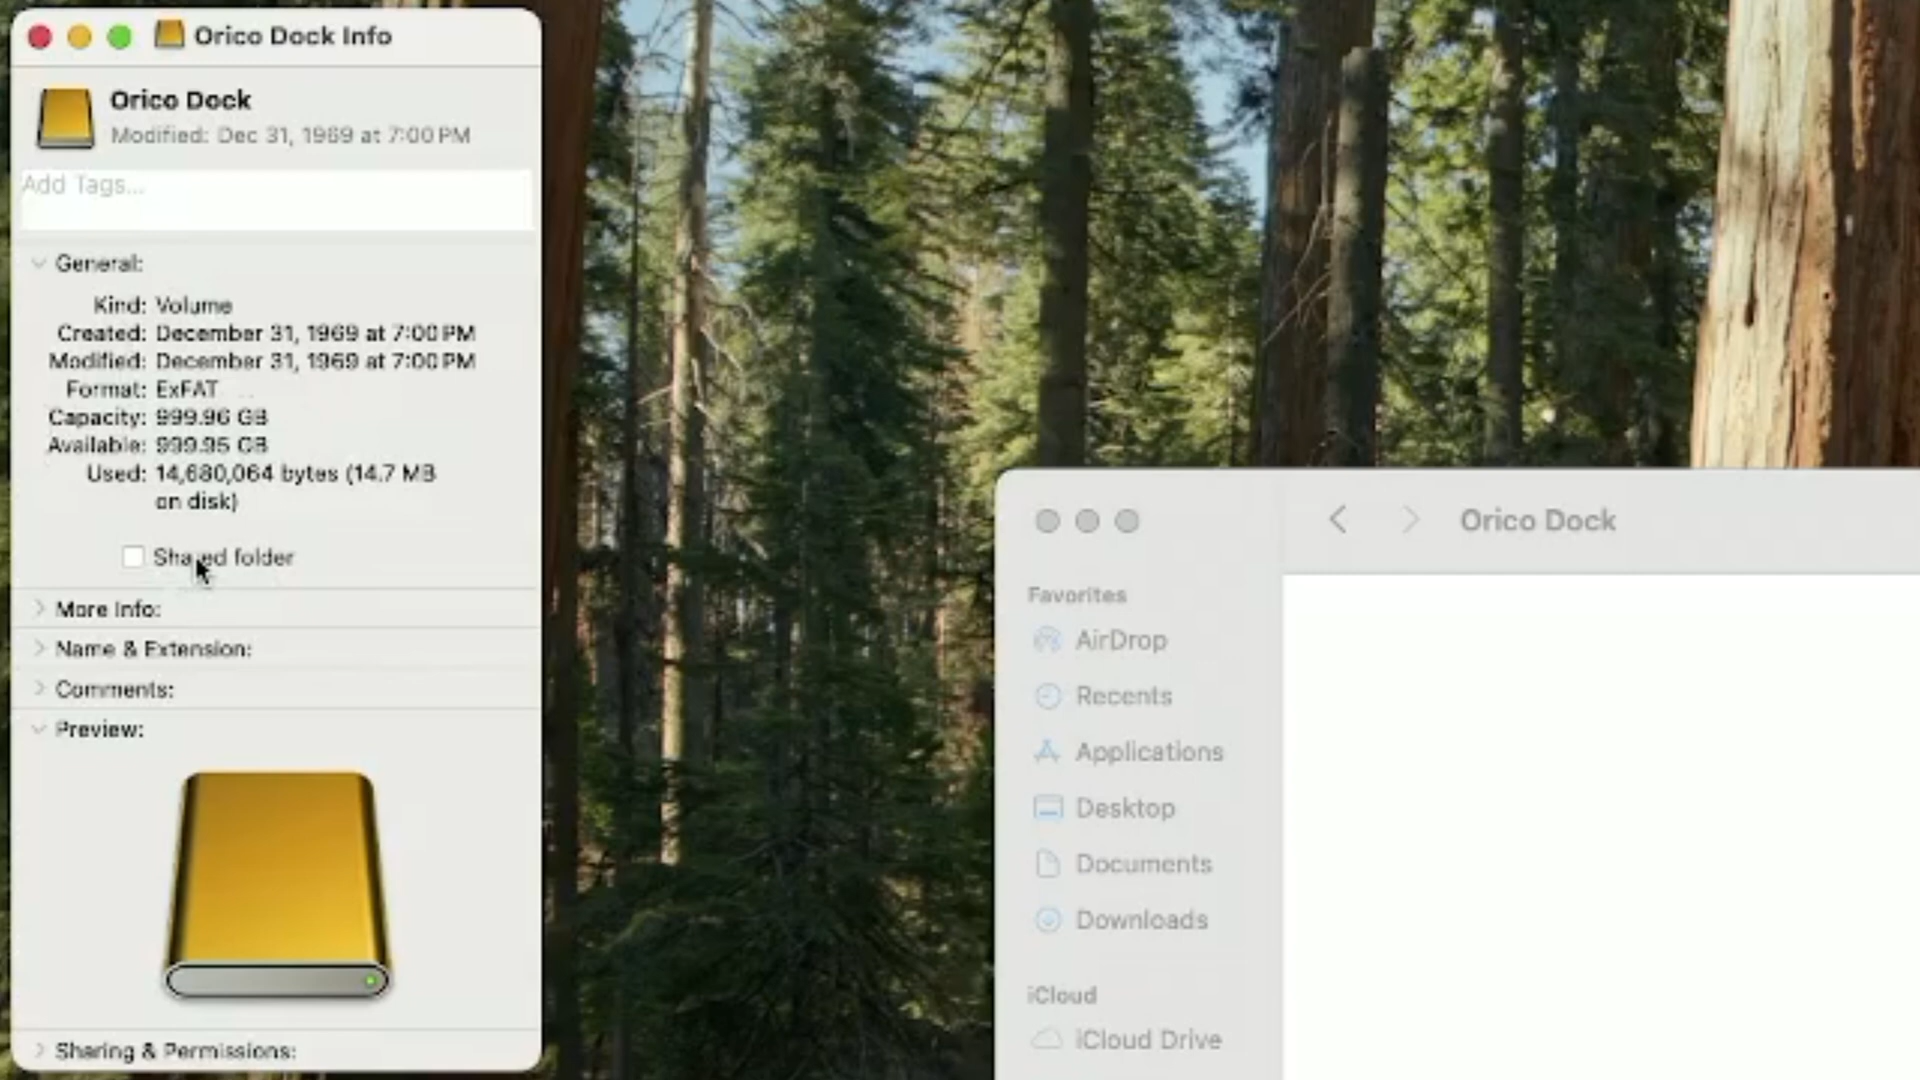 Orico Dock Info
Orico Dock
Modified: Dec 31, 1969 at 7:00 PM
Add Tags...
General:
Kind: Volume
Created: December 31, 1969 at 7:00 PM
Modified: December 31, 1969 at 7:00 PM
Format: ExFAT
Capacity: 999.96 GB
Available: 999.95 GB
Used: 14,680,064 bytes (14.7 MB
on disk)
Shared folder
More Info:
Name & Extension:
Comments:
Preview:
Sharing & Permissions:
Orico Dock
Favorites
AirDrop
Recents
Applications
Desktop
Documents
Downloads
iCloud
iCloud Drive